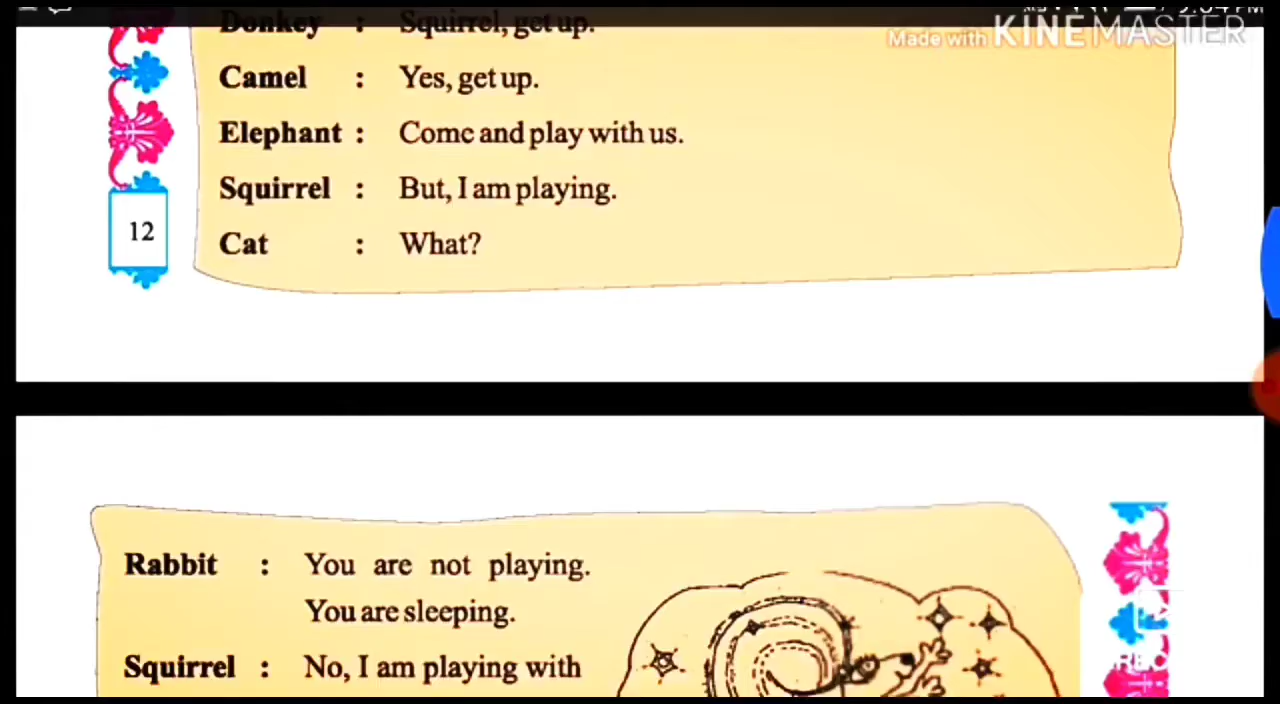 Donkey : Squirrel, get up.
Made with KINEMASTER
Camel : Yes, get up.
Elephant : Come and play with us.
Squirrel : But, I am playing.
12
Cat : What?
Rabbit : You are not playing.
You are sleeping.
Squirrel : No, I am playing with